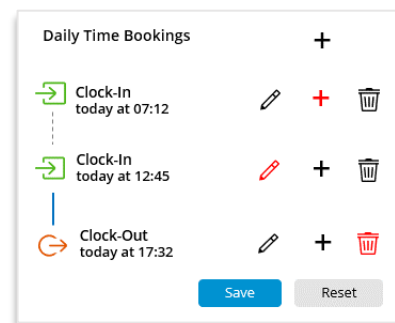 Daily Time Bookings
Clock-In
today at 07:12
Clock-In
today at 12:45
Clock-Out
today at 17:32
Save Reset